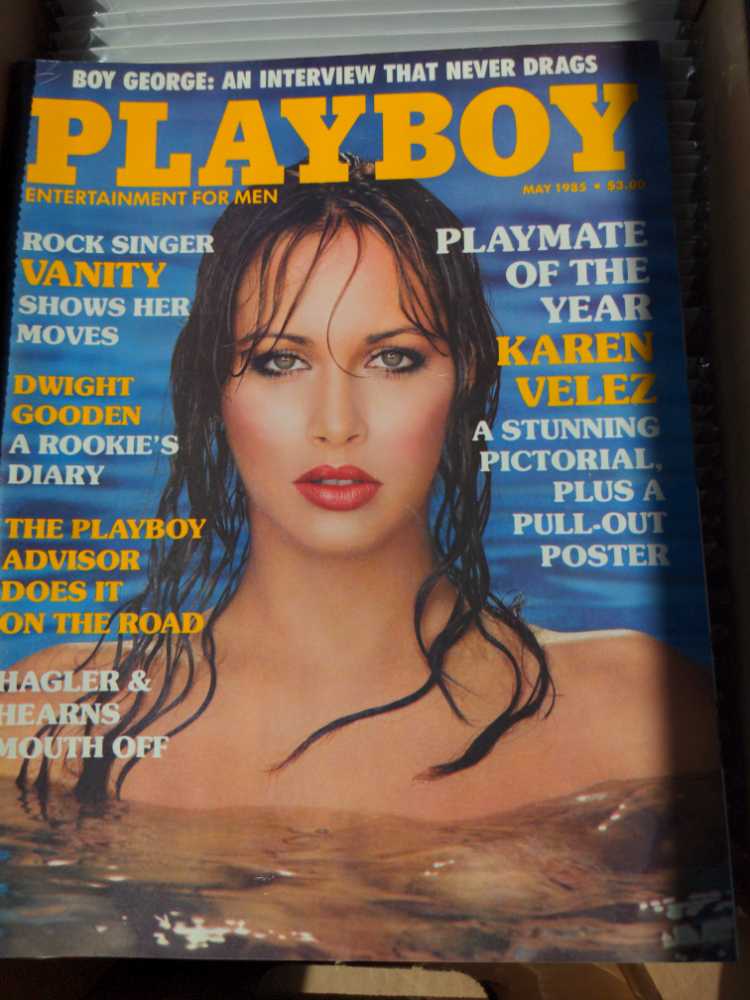 BOY GEORGE: AN INTERVIEW THAT NEVER DRAGS
PLAYBOY
ENTERTAINMENT FOR MEN
MAY 1985 • $3.00
ROCK SINGER
VANITY
SHOWS HER
MOVES
DWIGHT
GOODEN
A ROOKIE'S
DIARY
THE PLAYBOY
ADVISOR
DOES IT
ON THE ROAD
HAGLER &
HEARNS
MOUTH OFF
PLAYMATE
OF THE
YEAR
KAREN
VELEZ
A STUNNING
PICTORIAL,
PLUS A
PULL-OUT
POSTER